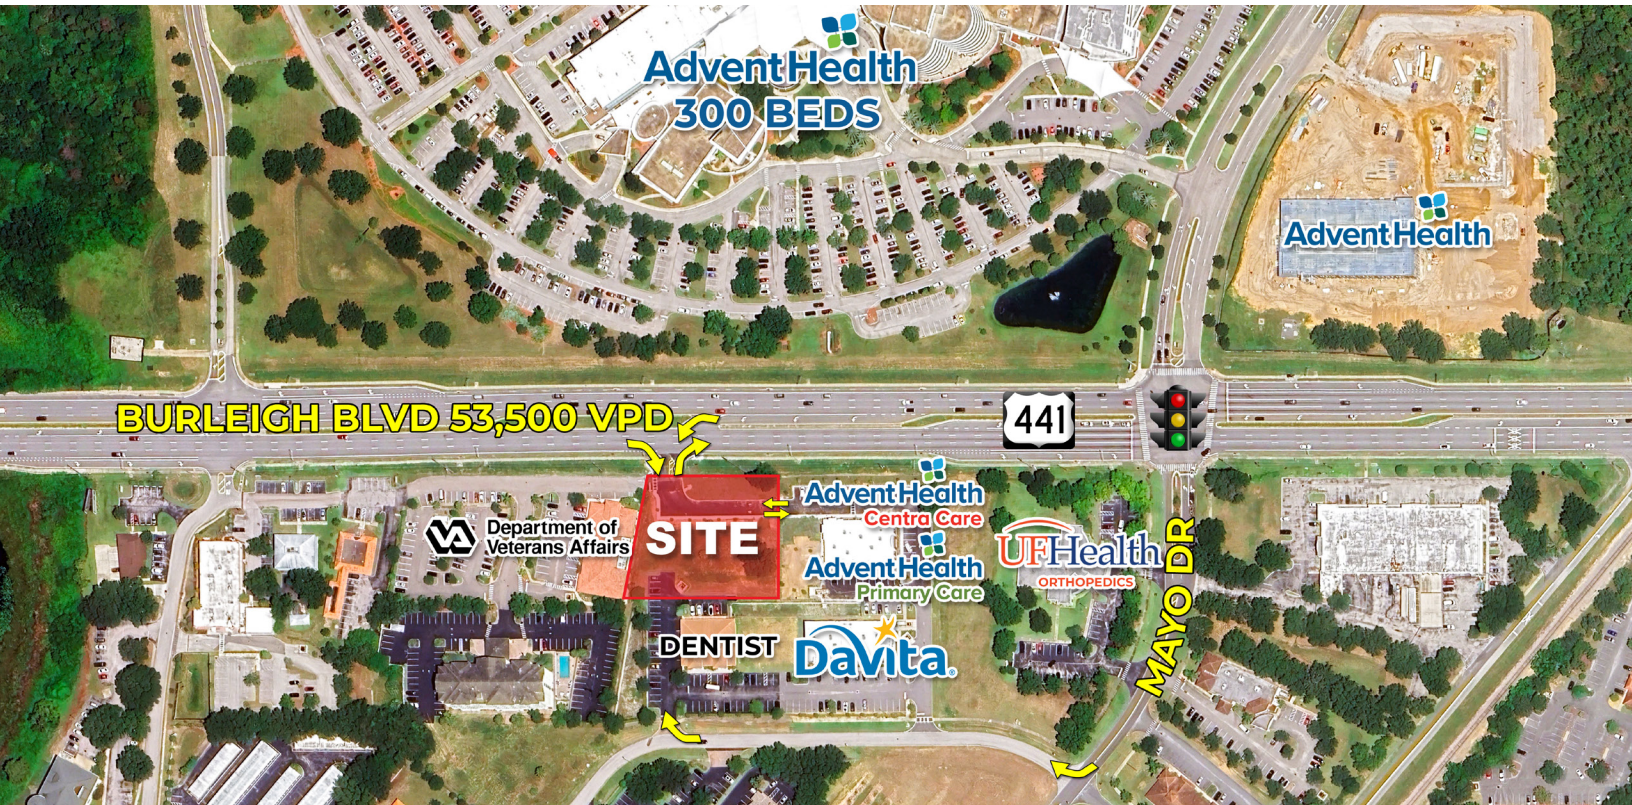 AdventHealth
300 BEDS
AdventHealth
BURLEIGH BLVD 53,500 VPD
441
AdventHealth
Centra Care
VA
Department of
Veterans Affairs
SITE
AdventHealth
Primary Care
UFHealth
ORTHOPEDICS
MAYO DR
DENTIST
DaVita.